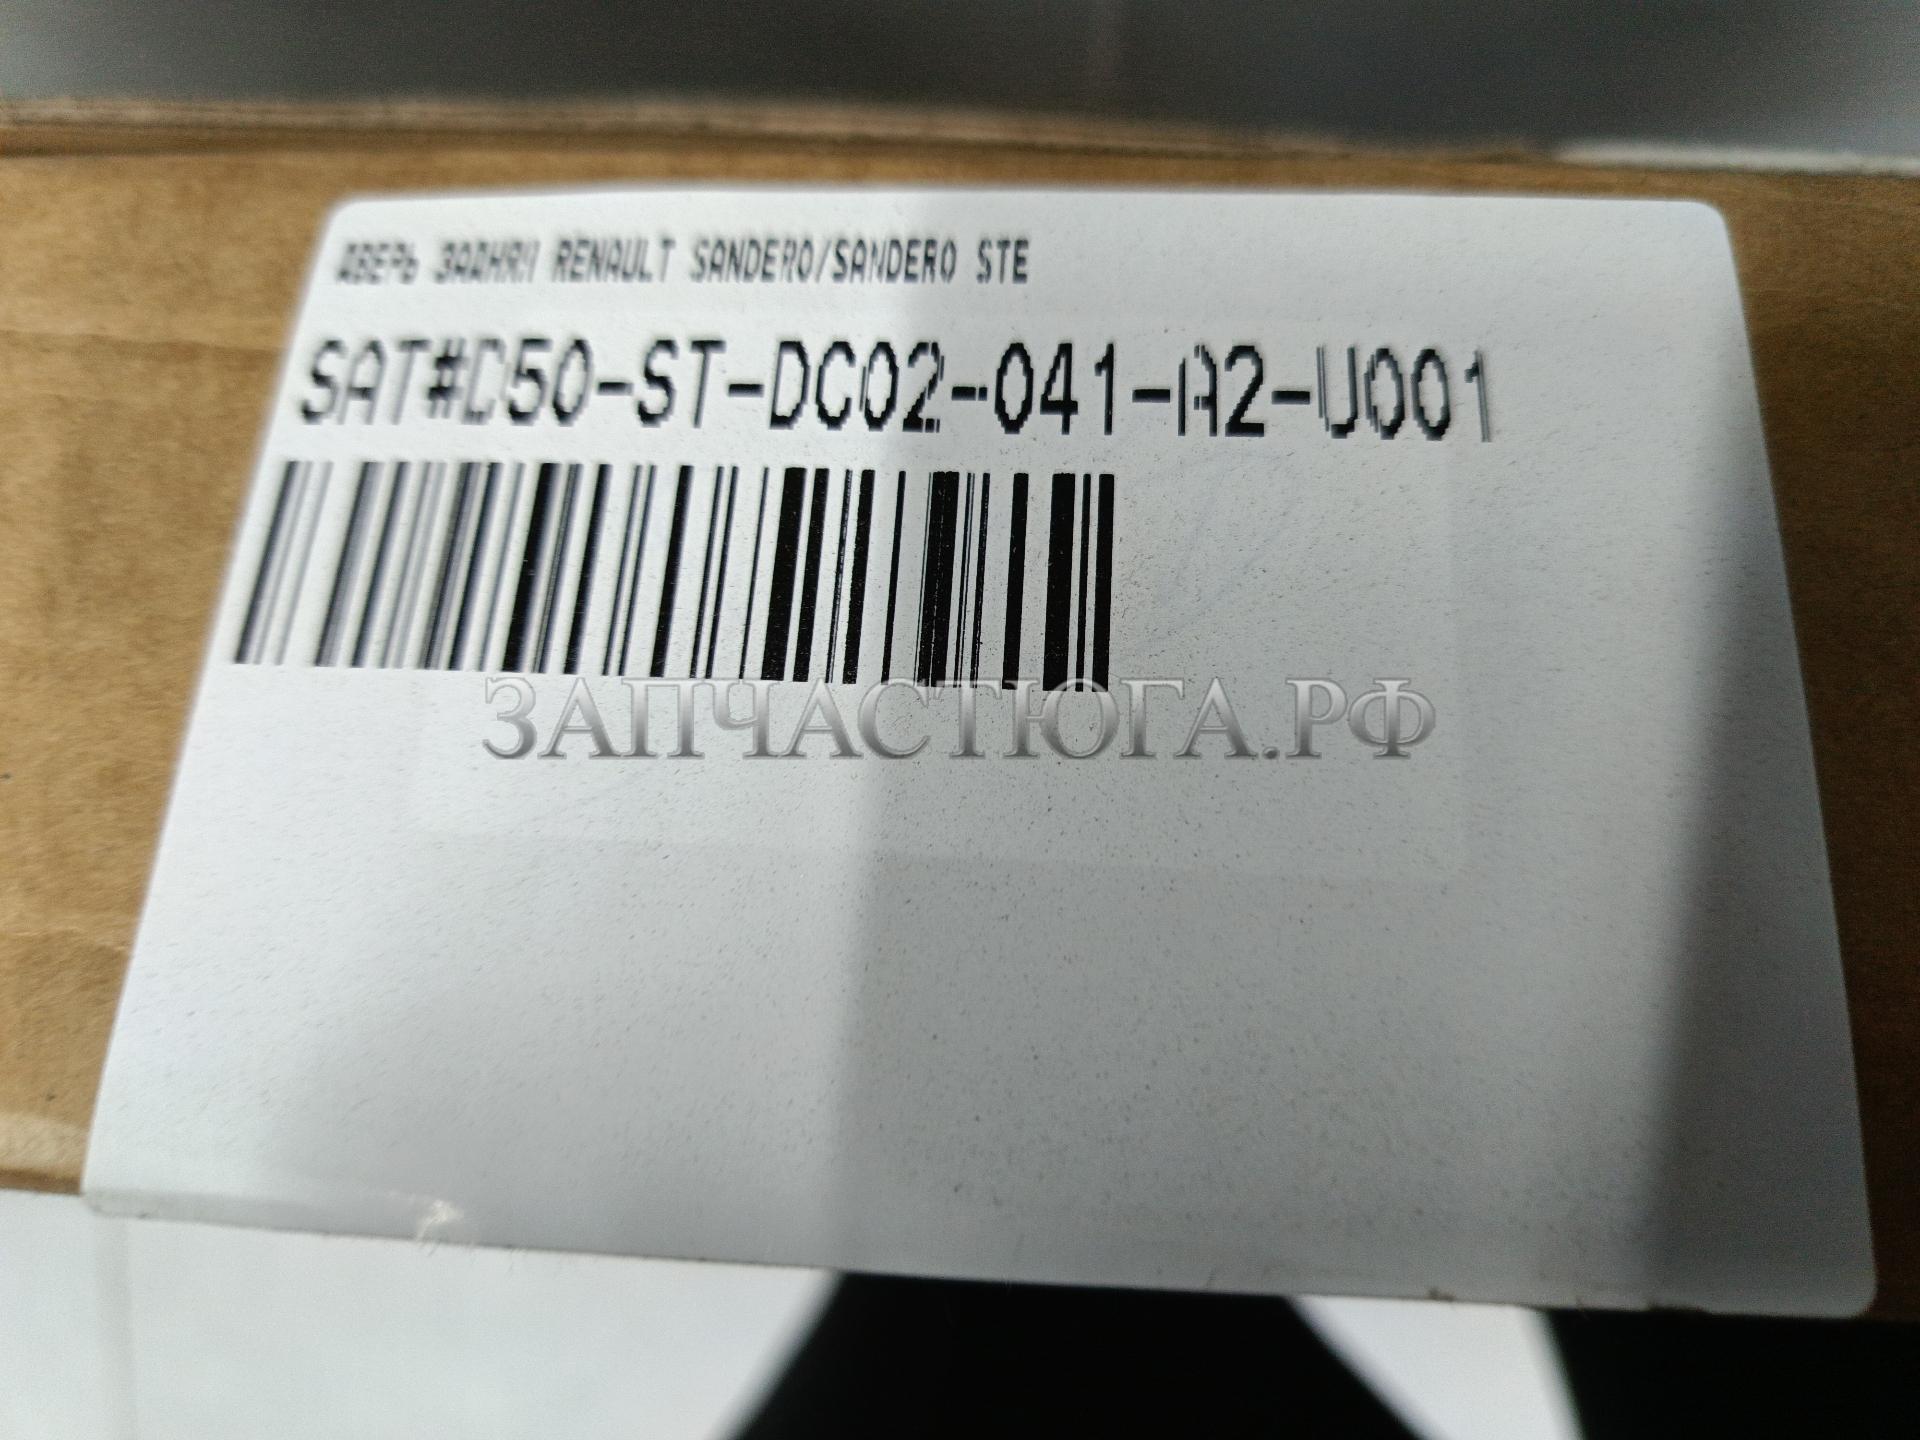 ДВЕРЬ ЗАДНЯЯ RENAULT SANDERO/SANDERO STE
SAT#D50-ST-DC02-041-A2-U001
ЗАПЧАСТЮГА.РФ